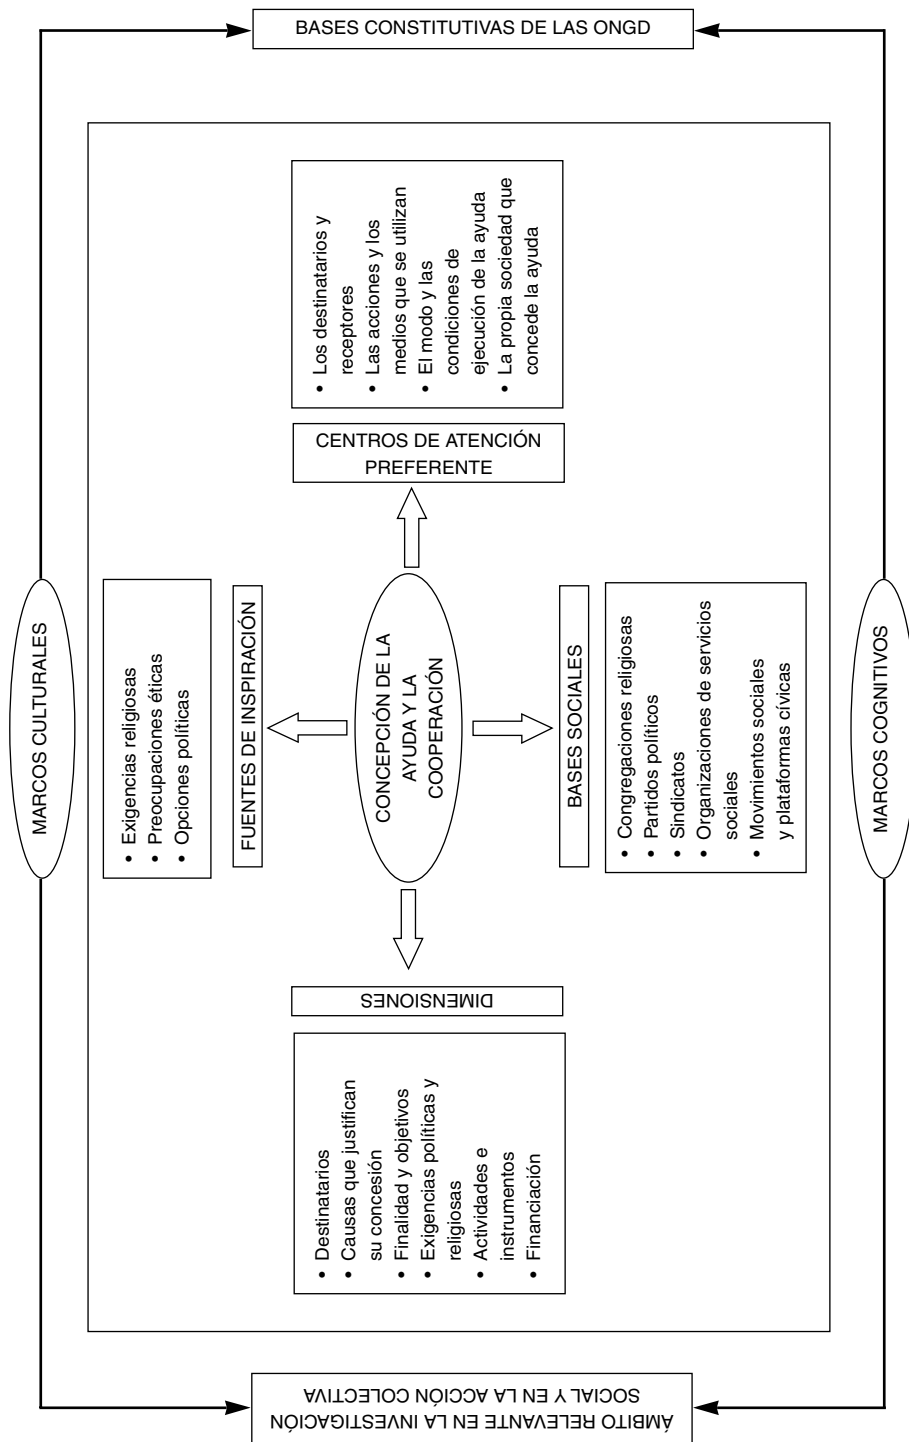 BASES CONSTITUTIVAS DE LAS ONGD
MARCOS CULTURALES
• Exigencias religiosas
• Preocupaciones éticas
• Opciones políticas
FUENTES DE INSPIRACIÓN
• Los destinatarios y
receptores
• Las acciones y los
medios que se utilizan
• El modo y las
condiciones de
ejecución de la ayuda
• La propia sociedad que
concede la ayuda
CENTROS DE ATENCIÓN
PREFERENTE
CONCEPCIÓN DE LA
AYUDA Y LA
COOPERACIÓN
DIMENSIONES
• Destinatarios
• Causas que justifican
su concesión
• Finalidad y objetivos
• Exigencias políticas y
religiosas
• Actividades e
instrumentos
• Financiación
BASES SOCIALES
• Congregaciones religiosas
• Partidos políticos
• Sindicatos
• Organizaciones de servicios
sociales
• Movimientos sociales
y plataformas cívicas
MARCOS COGNITIVOS
ÁMBITO RELEVANTE EN LA INVESTIGACIÓN
SOCIAL Y EN LA ACCIÓN COLECTIVA